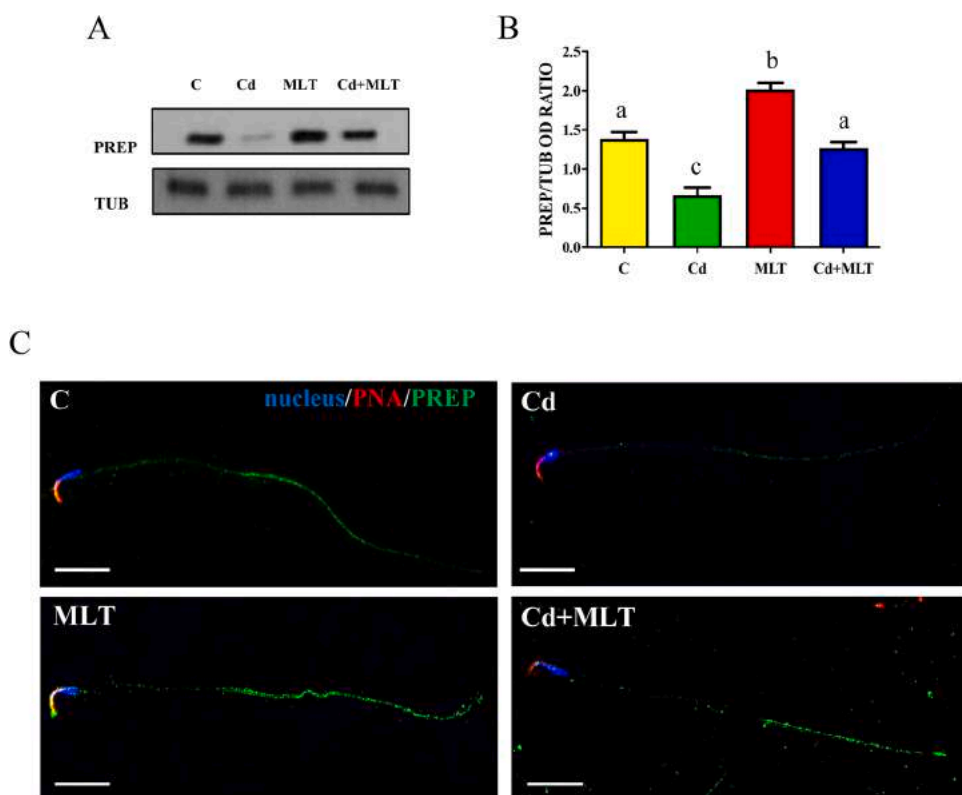 A
C Cd MLT Cd+MLT
PREP
TUB
B
PREP/TUB OD RATIO
2.5
2.0
1.5
1.0
0.5
0.0
a
c
b
a
C Cd MLT Cd+MLT
C
C
nucleus/PNA/PREP
Cd
MLT
Cd+MLT